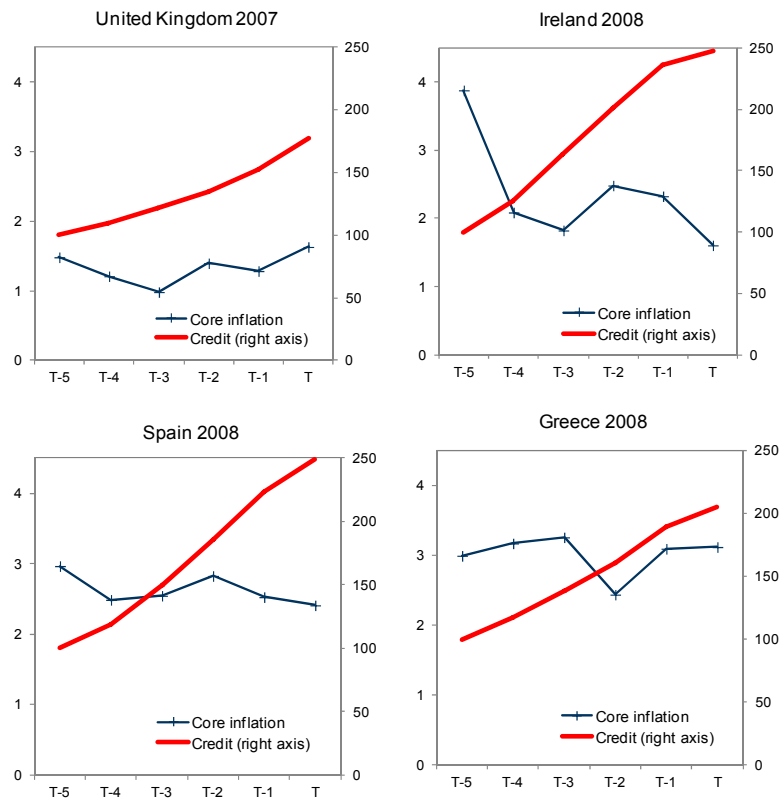 United Kingdom 2007
4
3
2
1
0
250
200
150
100
50
0
Core inflation
Credit (right axis)
T-5 T-4 T-3 T-2 T-1 T
Ireland 2008
4
3
2
1
0
250
200
150
100
50
0
Core inflation
Credit (right axis)
T-5 T-4 T-3 T-2 T-1 T
Spain 2008
4
3
2
1
0
250
200
150
100
50
0
Core inflation
Credit (right axis)
T-5 T-4 T-3 T-2 T-1 T
Greece 2008
4
3
2
1
0
250
200
150
100
50
0
Core inflation
Credit (right axis)
T-5 T-4 T-3 T-2 T-1 T